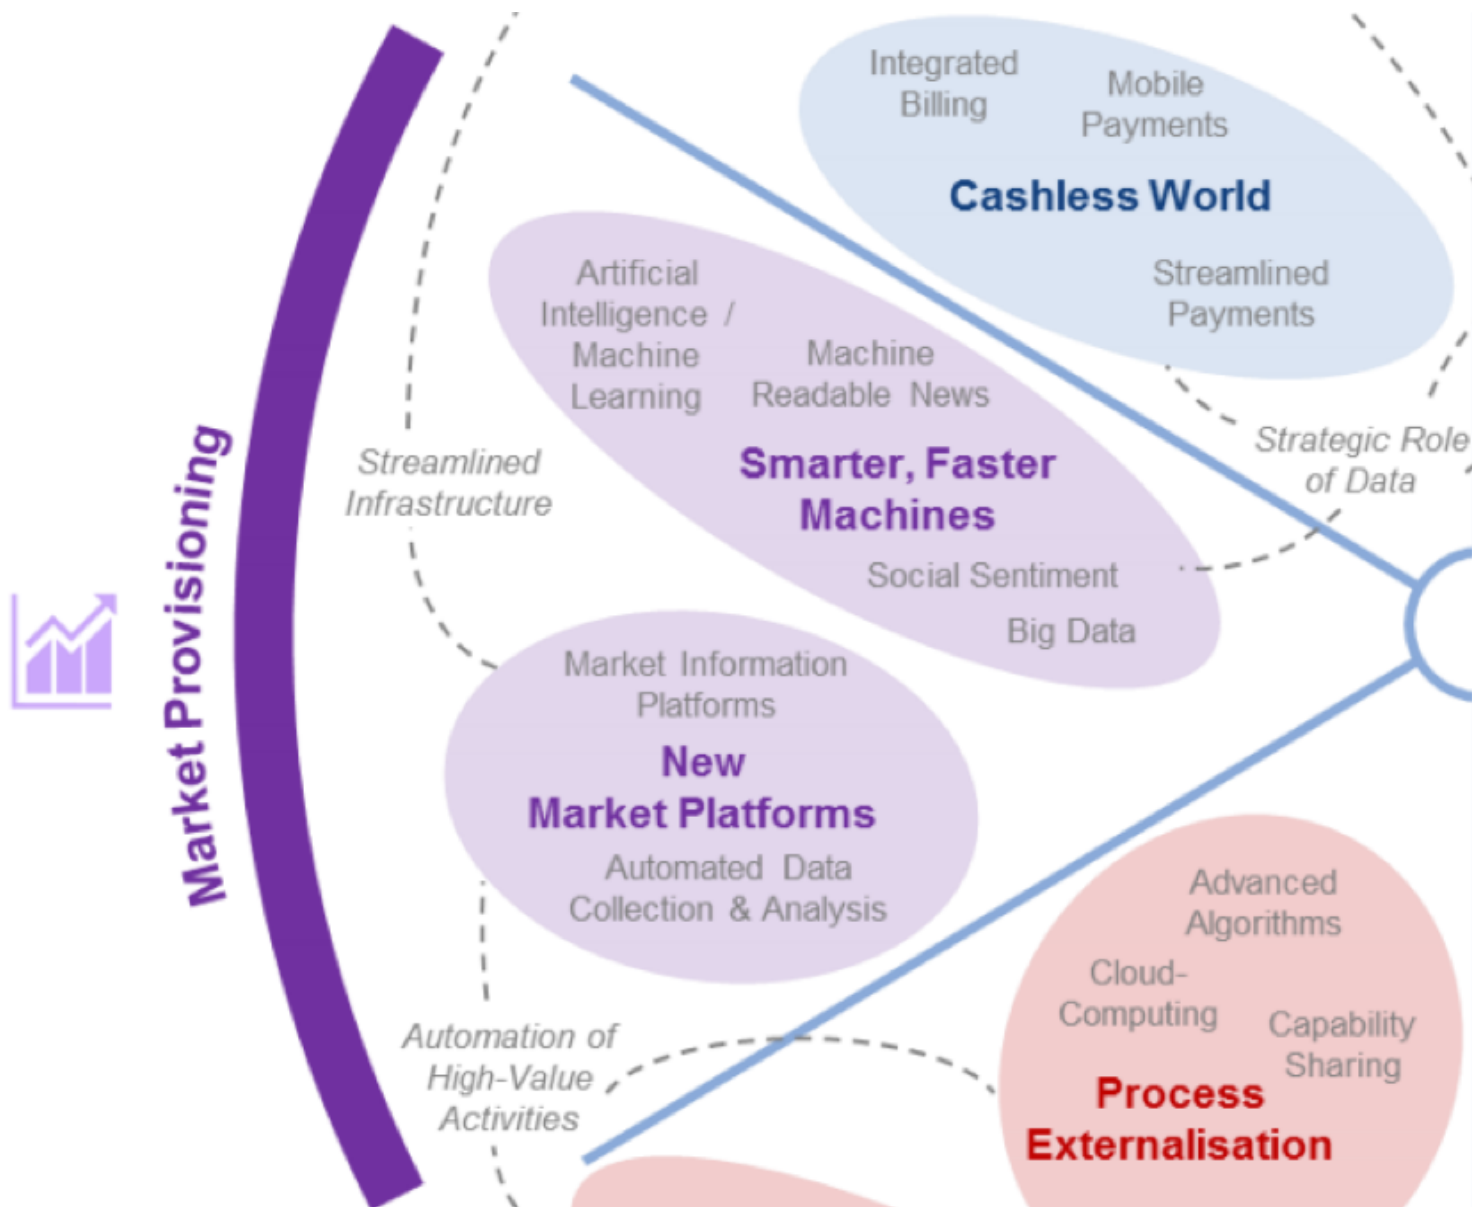 Integrated
Billing
Mobile
Payments
Cashless World
Streamlined
Payments
Artificial
Intelligence /
Machine
Learning
Machine
Readable News
Smarter, Faster
Machines
Social Sentiment
Big Data
Strategic Role
of Data
Streamlined
Infrastructure
Market Provisioning
Market Information
Platforms
New
Market Platforms
Automated Data
Collection & Analysis
Automation of
High-Value
Activities
Advanced
Algorithms
Cloud-
Computing
Capability
Sharing
Process
Externalisation